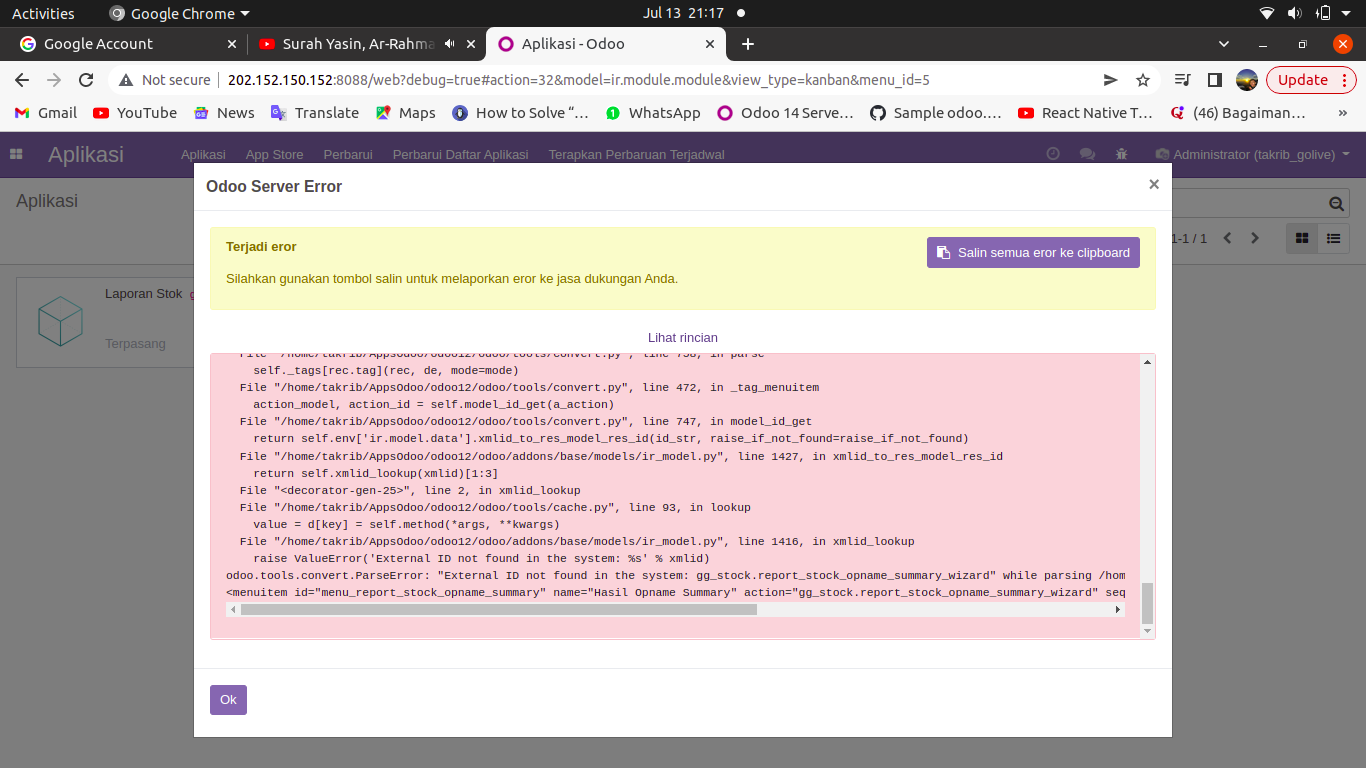 Activities Google Chrome Jul 13 21:17
Google Account Surah Yasin, Ar-Rahma Aplikasi - Odoo
Not secure 202.152.150.152:8088/web?debug=true#action=32&model=ir.module.module&view_type=kanban&menu_id=5 Update
Gmail YouTube News Translate Maps How to Solve “… WhatsApp Odoo 14 Serve… Sample odoo.… React Native T… (46) Bagaiman… »
Aplikasi Aplikasi App Store Perbarui Perbarui Daftar Aplikasi Terapkan Perbaruan Terjadwal Administrator (takrib_golive)
Aplikasi
1-1 / 1
Laporan Stok
Terpasang
Odoo Server Error ×
Terjadi eror
Salin semua eror ke clipboard
Silahkan gunakan tombol salin untuk melaporkan eror ke jasa dukungan Anda.
Lihat rincian
File "/home/takrib/AppsOdoo/odoo12/odoo/tools/convert.py", line 758, in parse
self._tags[rec.tag](rec, de, mode=mode)
File "/home/takrib/AppsOdoo/odoo12/odoo/tools/convert.py", line 472, in _tag_menuitem
action_model, action_id = self.model_id_get(a_action)
File "/home/takrib/AppsOdoo/odoo12/odoo/tools/convert.py", line 747, in model_id_get
return self.env['ir.model.data'].xmlid_to_res_model_res_id(id_str, raise_if_not_found=raise_if_not_found)
File "/home/takrib/AppsOdoo/odoo12/odoo/addons/base/models/ir_model.py", line 1427, in xmlid_to_res_model_res_id
return self.xmlid_lookup(xmlid)[1:3]
File "<decorator-gen-25>", line 2, in xmlid_lookup
File "/home/takrib/AppsOdoo/odoo12/odoo/tools/cache.py", line 93, in lookup
value = d[key] = self.method(*args, **kwargs)
File "/home/takrib/AppsOdoo/odoo12/odoo/addons/base/models/ir_model.py", line 1416, in xmlid_lookup
raise ValueError('External ID not found in the system: %s' % xmlid)
odoo.tools.convert.ParseError: "External ID not found in the system: gg_stock.report_stock_opname_summary_wizard" while parsing /hom
<menuitem id="menu_report_stock_opname_summary" name="Hasil Opname Summary" action="gg_stock.report_stock_opname_summary_wizard" seq
Ok